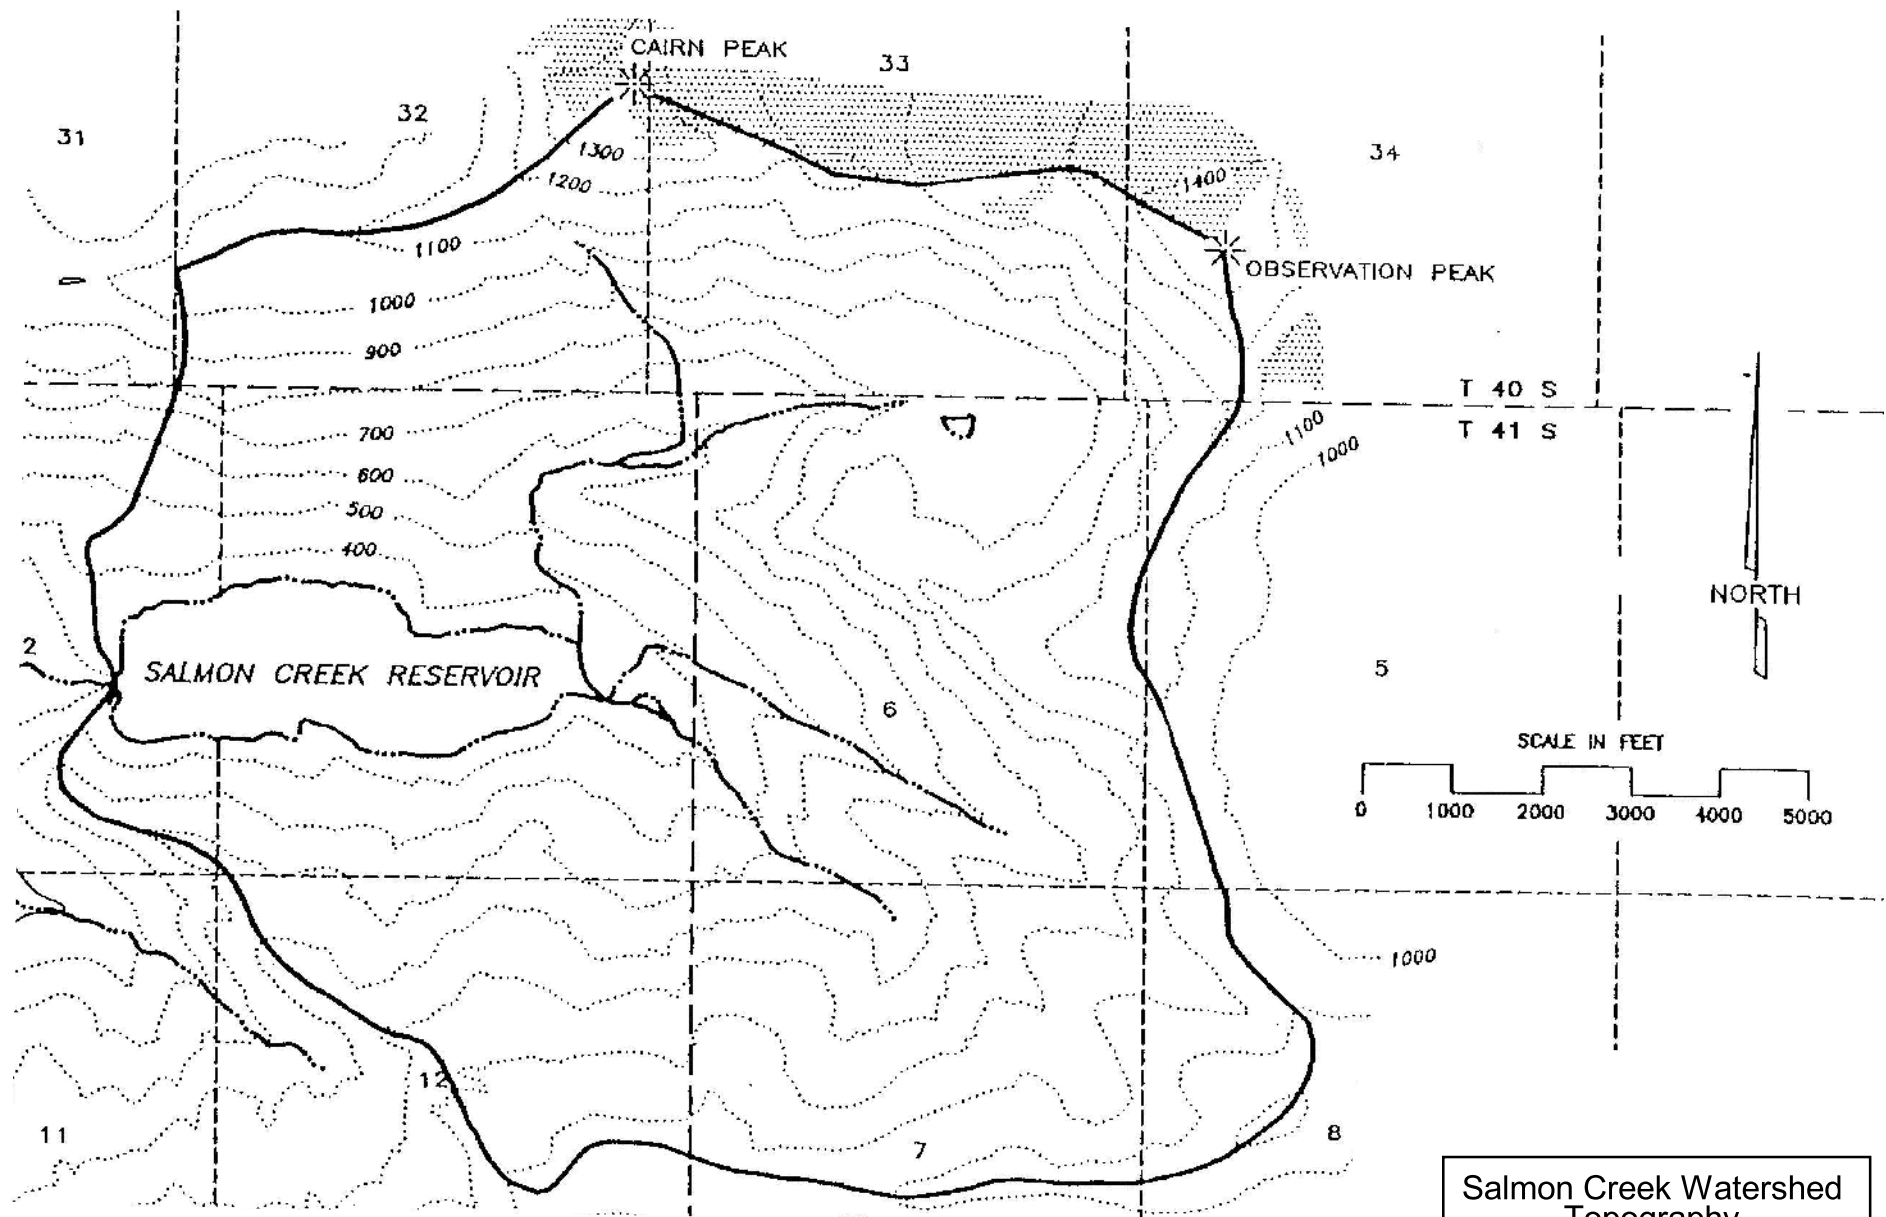 CAIRN PEAK
33
32
31
34
1300
1200
1400
1100
OBSERVATION PEAK
1000
900
T 40 S
700
1100
T 41 S
1000
600
500
400
NORTH
2
SALMON CREEK RESERVOIR
5
6
SCALE IN FEET
0 1000 2000 3000 4000 5000
1000
12
11
7
8
Salmon Creek Watershed
Topography